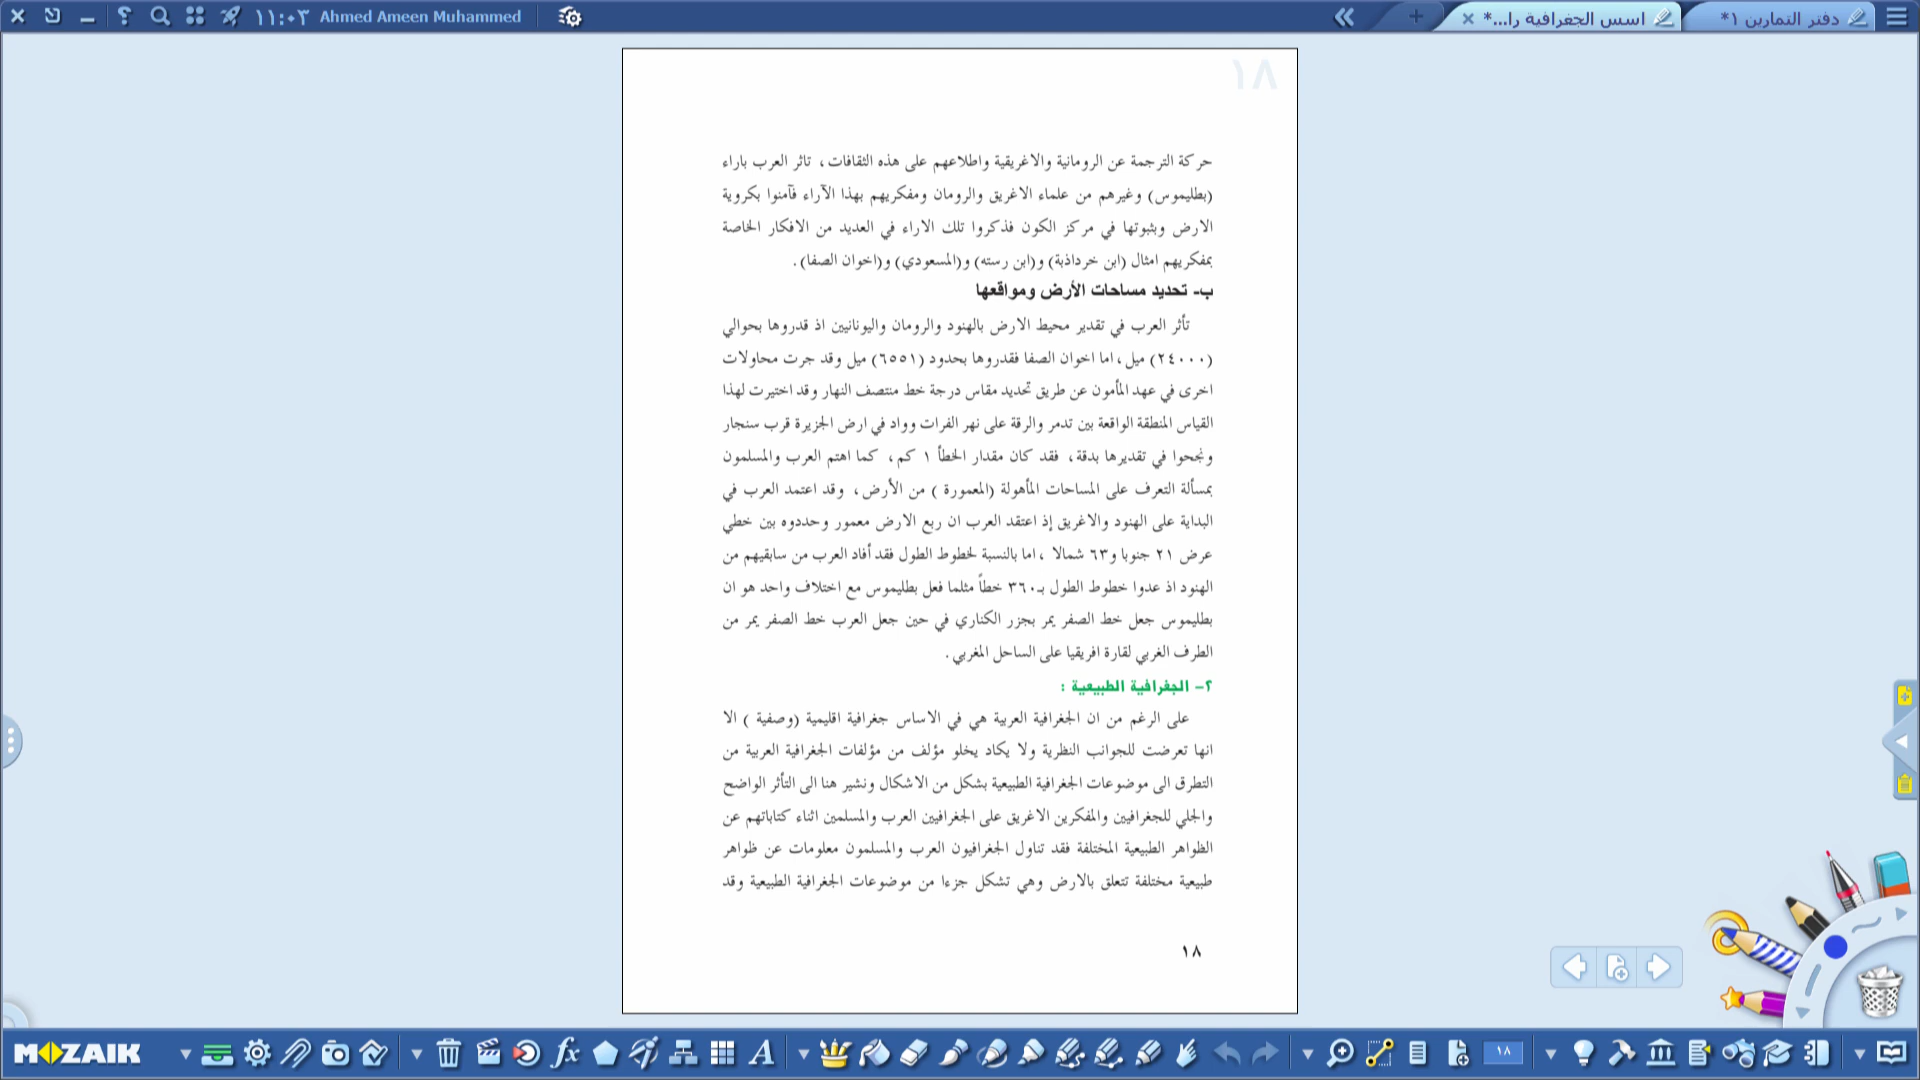 ١١:٠٣ Ahmed Ameen Muhammed
اسس الجغرافية را...*
دفتر التمارين ١*
١٨
حركة الترجمة عن الرومانية والاغريقية واطلاعهم على هذه الثقافات، تاثر العرب باراء
(بطليموس) وغيرهم من علماء الاغريق والرومان ومفكريهم بهذا الآراء فآمنوا بكروية
الارض وبثبوتها في مركز الكون فذكروا تلك الاراء في العديد من الافكار الخاصة
بمفكريهم امثال (ابن خرداذبة) و(ابن رسته) و(المسعودي) و(اخوان الصفا).
ب- تحديد مساحات الأرض ومواقعها
تأثر العرب في تقدير محيط الارض بالهنود والرومان واليونانيين اذ قدروها بحوالي
(٢٤٠٠٠) ميل، اما اخوان الصفا فقدروها بحدود (٦٥٥١) ميل وقد جرت محاولات
اخرى في عهد المأمون عن طريق تحديد مقاس درجة خط منتصف النهار وقد اختيرت لهذا
القياس المنطقة الواقعة بين تدمر والرقة على نهر الفرات وواد في ارض الجزيرة قرب سنجار
ونجحوا في تقديرها بدقة، فقد كان مقدار الخطأ ١ كم، كما اهتم العرب والمسلمون
بمسألة التعرف على المساحات المأهولة (المعمورة ) من الأرض، وقد اعتمد العرب في
البداية على الهنود والاغريق إذ اعتقد العرب ان ربع الارض معمور وحددوه بين خطي
عرض ٢١ جنوبا و٦٣ شمالا ، اما بالنسبة لخطوط الطول فقد أفاد العرب من سابقيهم من
الهنود اذ عدوا خطوط الطول بـ٣٦٠ خطاً مثلما فعل بطليموس مع اختلاف واحد هو ان
بطليموس جعل خط الصفر يمر بجزر الكناري في حين جعل العرب خط الصفر يمر من
الطرف الغربي لقارة افريقيا على الساحل المغربي .
٢- الجغرافية الطبيعية :
على الرغم من ان الجغرافية العربية هي في الاساس جغرافية اقليمية (وصفية ) الا
انها تعرضت للجوانب النظرية ولا يكاد يخلو مؤلف من مؤلفات الجغرافية العربية من
التطرق الى موضوعات الجغرافية الطبيعية بشكل من الاشكال ونشير هنا الى التأثر الواضح
والجلي للجغرافيين والمفكرين الاغريق على الجغرافيين العرب والمسلمين اثناء كتاباتهم عن
الظواهر الطبيعية المختلفة فقد تناول الجغرافيون العرب والمسلمون معلومات عن ظواهر
طبيعية مختلفة تتعلق بالارض وهي تشكل جزءا من موضوعات الجغرافية الطبيعية وقد
١٨
MOZAIK
١٨